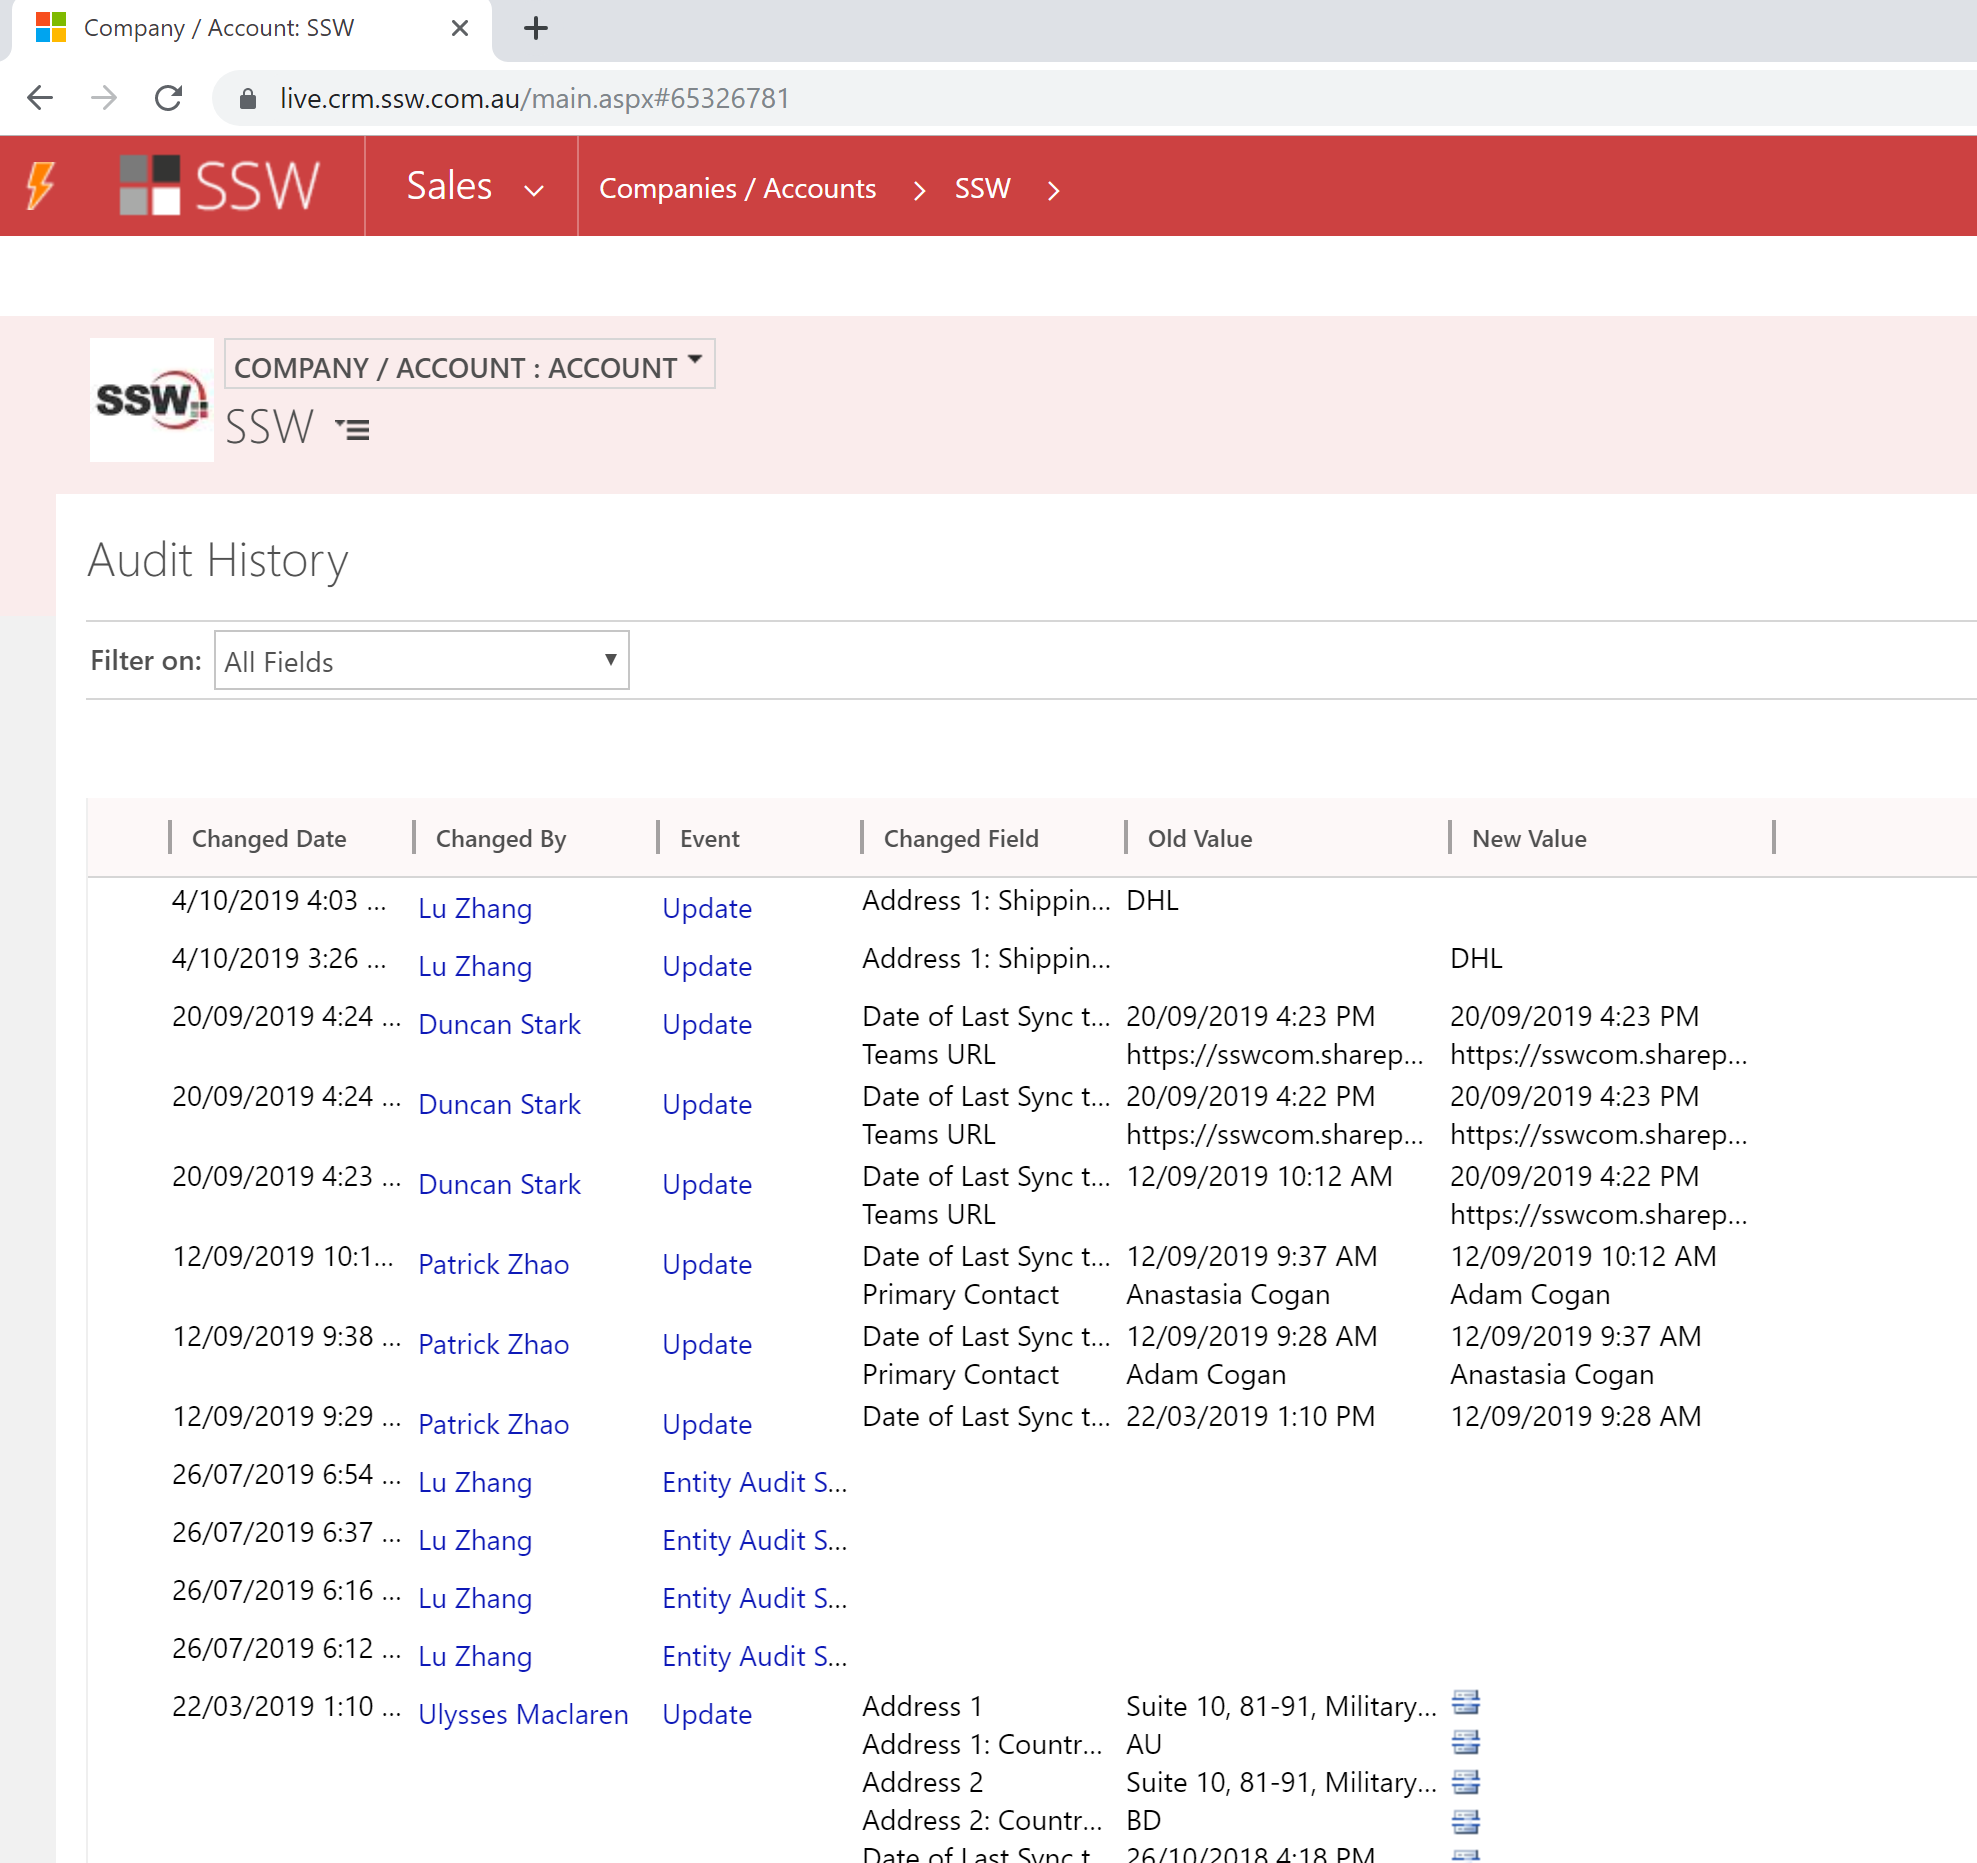 Company / Account: SSW
live.crm.ssw.com.au/main.aspx#65326781
SSW Sales Companies / Accounts SSW
SSW
COMPANY / ACCOUNT : ACCOUNT
SSW
Audit History
Filter on: All Fields
Changed Date Changed By Event Changed Field Old Value New Value
4/10/2019 4:03 ... Lu Zhang Update Address 1: Shippin... DHL
4/10/2019 3:26 ... Lu Zhang Update Address 1: Shippin... DHL
20/09/2019 4:24 ... Duncan Stark Update Date of Last Sync t... 20/09/2019 4:23 PM 20/09/2019 4:23 PM
Teams URL https://sswcom.sharep... https://sswcom.sharep...
20/09/2019 4:24 ... Duncan Stark Update Date of Last Sync t... 20/09/2019 4:22 PM 20/09/2019 4:23 PM
Teams URL https://sswcom.sharep... https://sswcom.sharep...
20/09/2019 4:23 ... Duncan Stark Update Date of Last Sync t... 12/09/2019 10:12 AM 20/09/2019 4:22 PM
Teams URL https://sswcom.sharep...
12/09/2019 10:1... Patrick Zhao Update Date of Last Sync t... 12/09/2019 9:37 AM 12/09/2019 10:12 AM
Primary Contact Anastasia Cogan Adam Cogan
12/09/2019 9:38 ... Patrick Zhao Update Date of Last Sync t... 12/09/2019 9:28 AM 12/09/2019 9:37 AM
Primary Contact Adam Cogan Anastasia Cogan
12/09/2019 9:29 ... Patrick Zhao Update Date of Last Sync t... 22/03/2019 1:10 PM 12/09/2019 9:28 AM
26/07/2019 6:54 ... Lu Zhang Entity Audit S...
26/07/2019 6:37 ... Lu Zhang Entity Audit S...
26/07/2019 6:16 ... Lu Zhang Entity Audit S...
26/07/2019 6:12 ... Lu Zhang Entity Audit S...
22/03/2019 1:10 ... Ulysses Maclaren Update Address 1 Suite 10, 81-91, Military...
Address 1: Countr... AU
Address 2 Suite 10, 81-91, Military...
Address 2: Countr... BD
Date of Last Sync t... 26/10/2018 4:18 PM